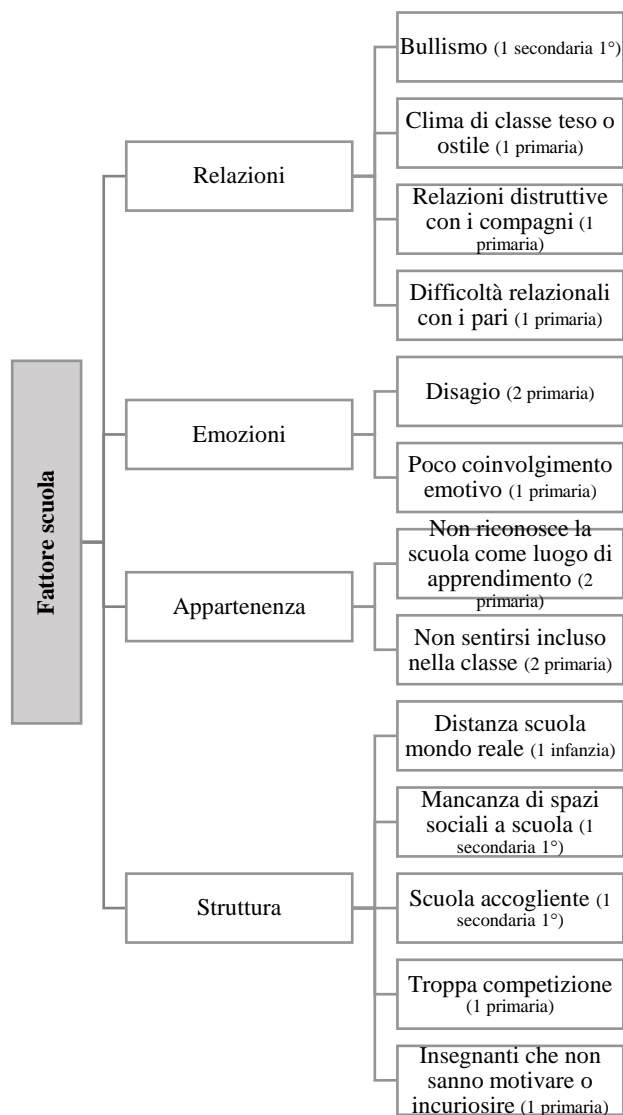 Fattore scuola
Relazioni
Bullismo (1 secondaria 1°)
Clima di classe teso o
ostile (1 primaria)
Relazioni distruttive
con i compagni (1
primaria)
Difficoltà relazionali
con i pari (1 primaria)
Emozioni
Disagio (2 primaria)
Poco coinvolgimento
emotivo (1 primaria)
Appartenenza
Non riconosce la
scuola come luogo di
apprendimento (2
primaria)
Non sentirsi incluso
nella classe (2 primaria)
Struttura
Distanza scuola
mondo reale (1 infanzia)
Mancanza di spazi
sociali a scuola (1
secondaria 1°)
Scuola accogliente (1
secondaria 1°)
Troppa competizione
(1 primaria)
Insegnanti che non
sanno motivare o
incuriosire (1 primaria)